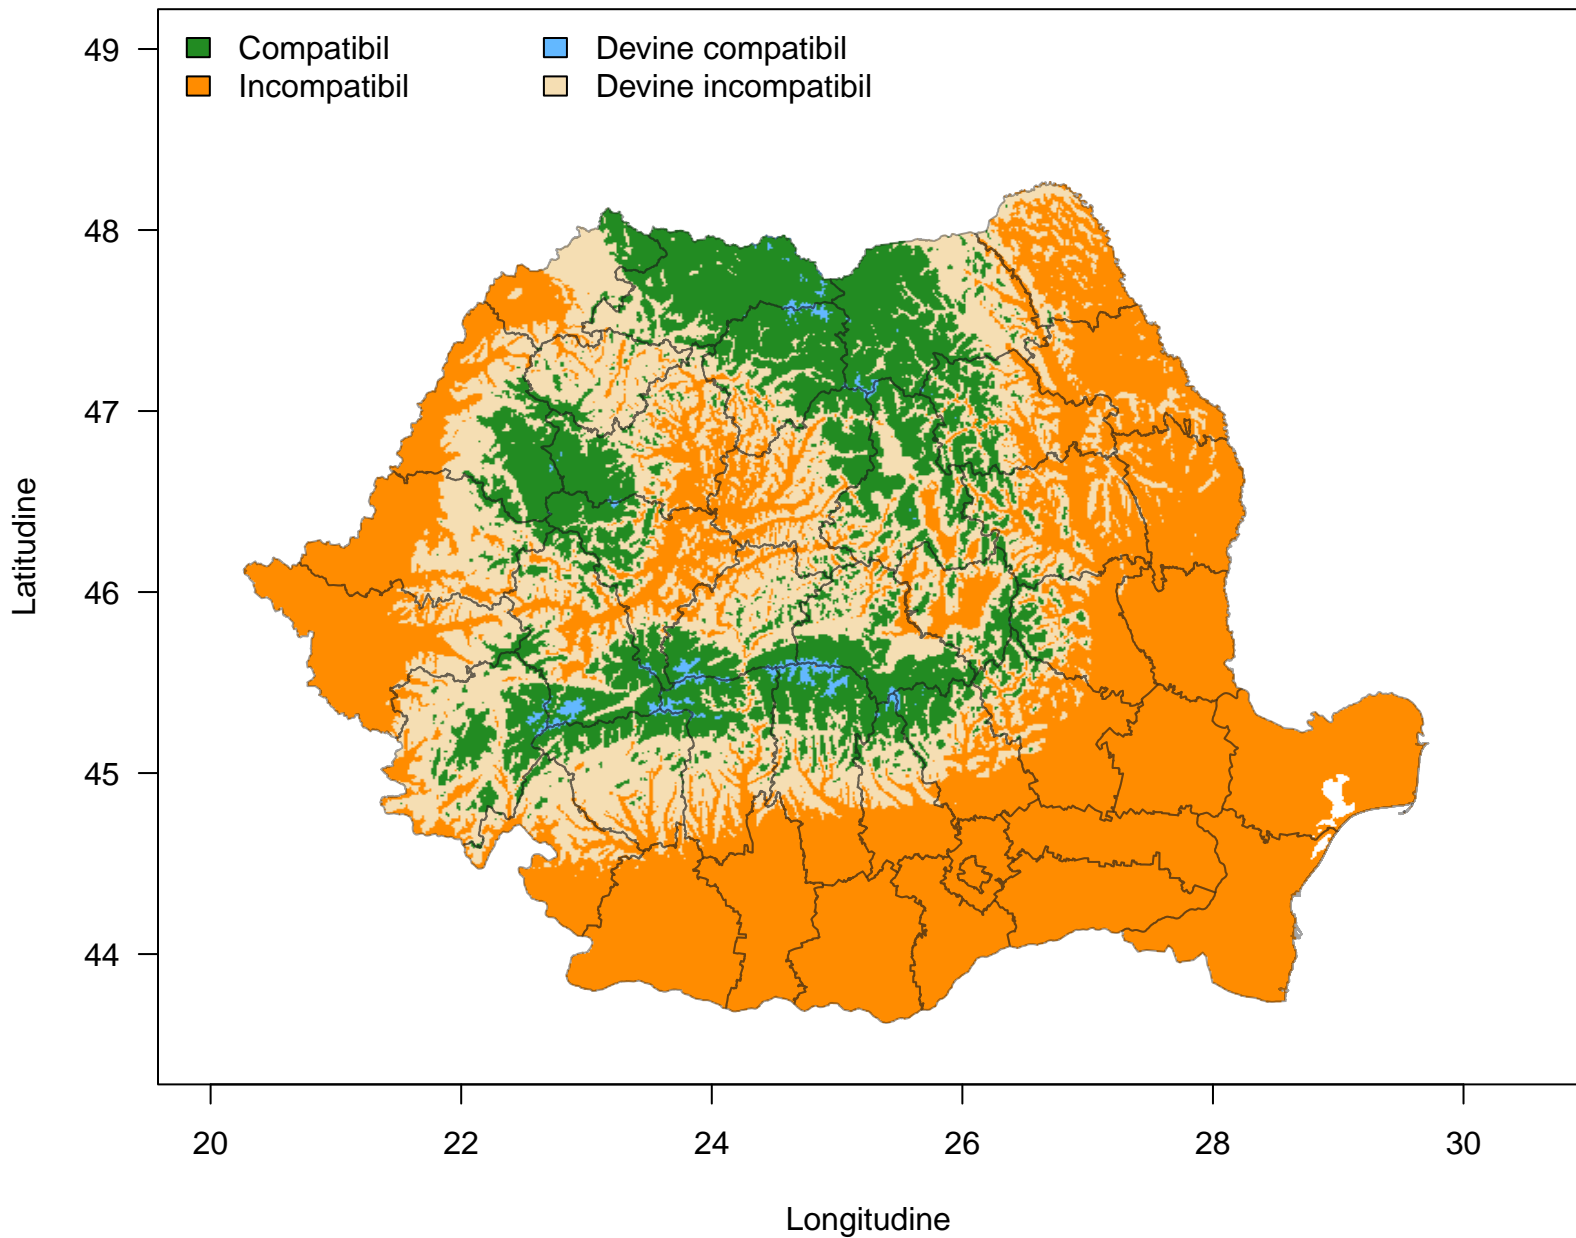 Compatibil
Incompatibil
Devine compatibil
Devine incompatibil
49
48
47
46
45
44
Latitudine
20 22 24 26 28 30
Longitudine